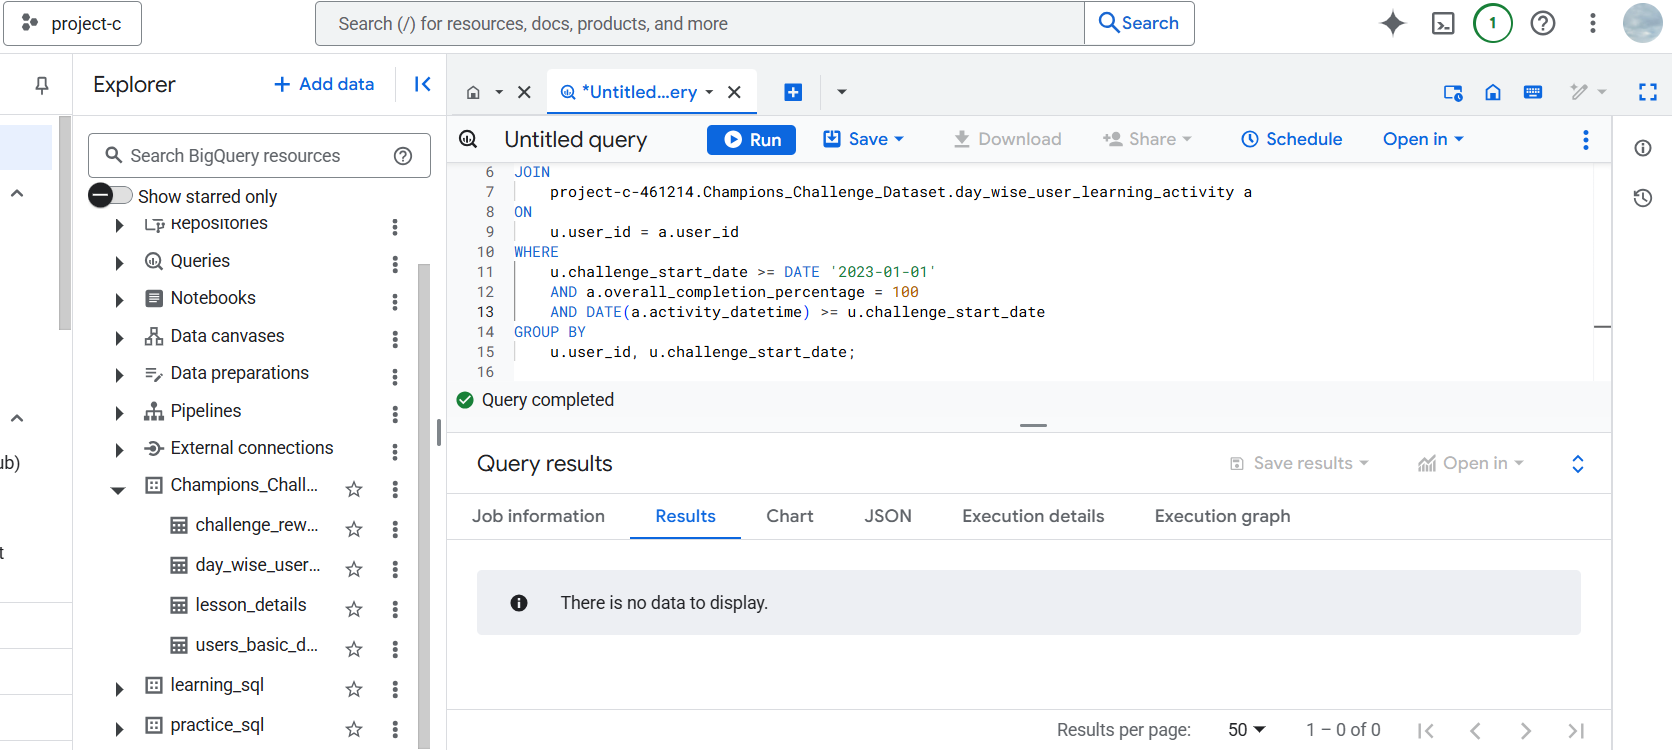 project-c
Search (/) for resources, docs, products, and more
Search
1
Explorer
+ Add data
*Untitled...ery
Search BigQuery resources
Show starred only
Repositories
Queries
Notebooks
Data canvases
Data preparations
Pipelines
External connections
Champions_Chall...
challenge_rew...
day_wise_user...
lesson_details
users_basic_d...
learning_sql
practice_sql
ub)
t
Untitled query
Run
Save
Download
Share
Schedule
Open in
6 JOIN
7 project-c-461214.Champions_Challenge_Dataset.day_wise_user_learning_activity a
8 ON
9 u.user_id = a.user_id
10 WHERE
11 u.challenge_start_date >= DATE '2023-01-01'
12 AND a.overall_completion_percentage = 100
13 AND DATE(a.activity_datetime) >= u.challenge_start_date
14 GROUP BY
15 u.user_id, u.challenge_start_date;
16
Query completed
Query results
Save results
Open in
Job information
Results
Chart
JSON
Execution details
Execution graph
There is no data to display.
Results per page:
50
1 – 0 of 0